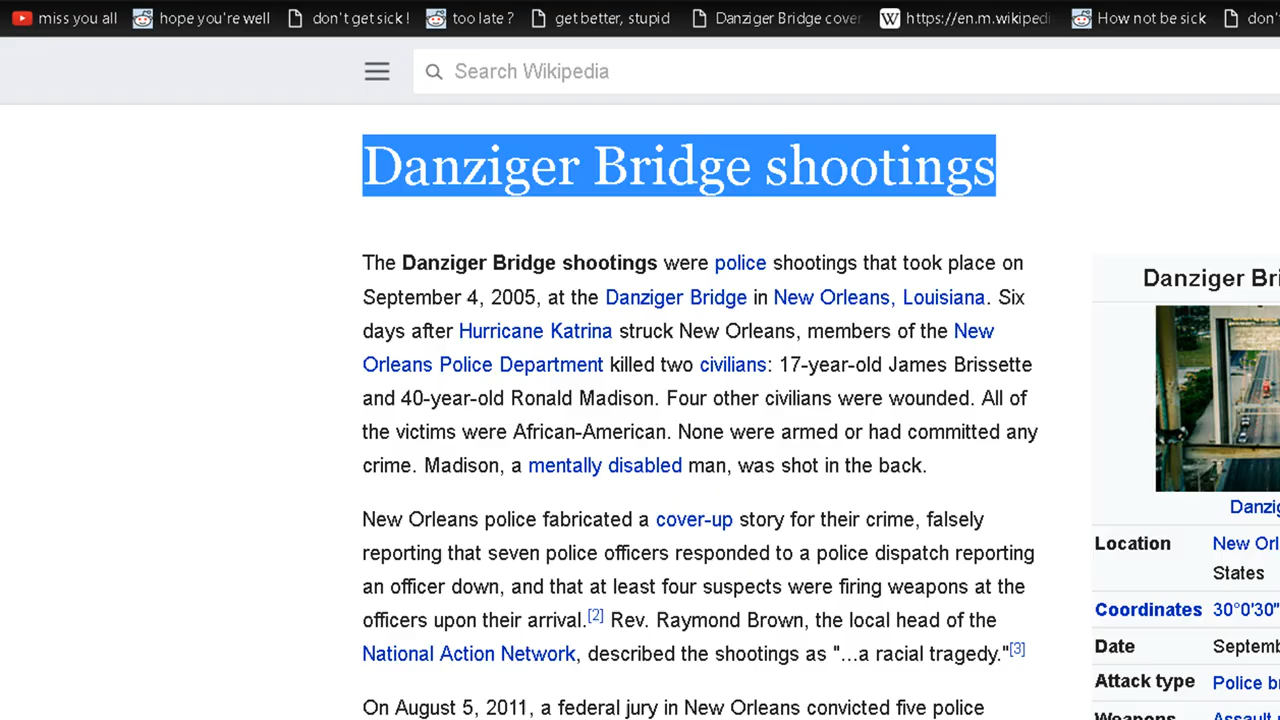 miss you all hope you're well don't get sick ! too late ? get better, stupid Danziger Bridge cover https://en.m.wikipedi How not be sick don'
Search Wikipedia
Danziger Bridge shootings
The Danziger Bridge shootings were police shootings that took place on
September 4, 2005, at the Danziger Bridge in New Orleans, Louisiana. Six
days after Hurricane Katrina struck New Orleans, members of the New
Orleans Police Department killed two civilians: 17-year-old James Brissette
and 40-year-old Ronald Madison. Four other civilians were wounded. All of
the victims were African-American. None were armed or had committed any
crime. Madison, a mentally disabled man, was shot in the back.
New Orleans police fabricated a cover-up story for their crime, falsely
reporting that seven police officers responded to a police dispatch reporting
an officer down, and that at least four suspects were firing weapons at the
officers upon their arrival.[2] Rev. Raymond Brown, the local head of the
National Action Network, described the shootings as "...a racial tragedy."[3]
On August 5, 2011, a federal jury in New Orleans convicted five police
Danziger Bri
Danzig
Location New Orl
States
Coordinates 30°0′30″
Date Septemb
Attack type Police br
Weapons Assault